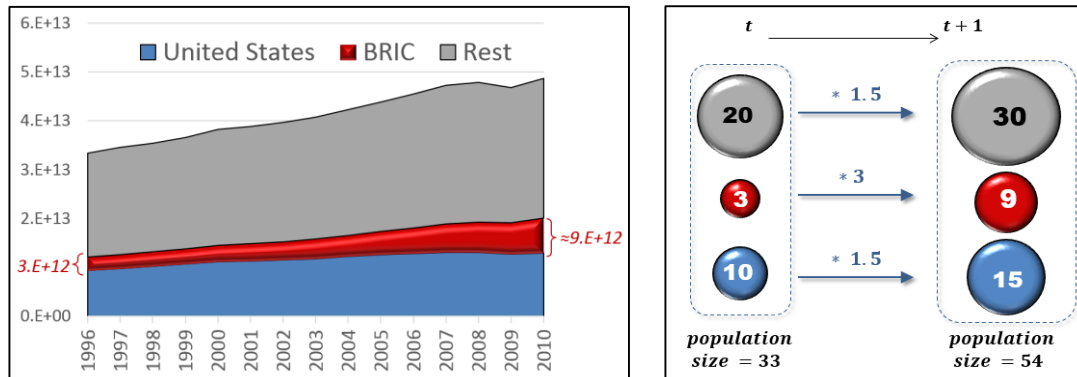 6.E+13
United States BRIC Rest
5.E+13
4.E+13
3.E+13
2.E+13
1.E+13
0.E+00
3.E+12
≈9.E+12
1996 1997 1998 1999 2000 2001 2002 2003 2004 2005 2006 2007 2008 2009 2010
t t + 1
20 * 1.5 30
3 * 3 9
10 * 1.5 15
population population
size = 33 size = 54